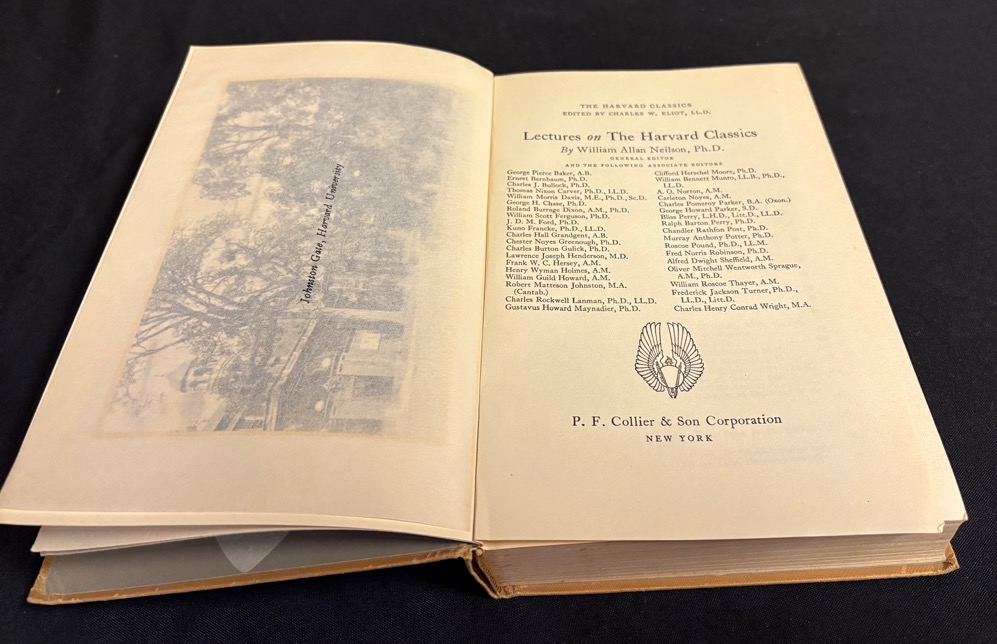 Johnston Gate, Harvard University
THE HARVARD CLASSICS
EDITED BY CHARLES W. ELIOT, LL.D.
Lectures on The Harvard Classics
By William Allan Neilson, Ph.D.
GENERAL EDITOR
AND THE FOLLOWING ASSOCIATE EDITORS
George Pierce Baker, A.B.
Ernest Bernbaum, Ph.D.
Charles J. Bullock, Ph.D.
Thomas Nixon Carver, Ph.D., LL.D.
William Morris Davis, M.E., Ph.D., Sc.D.
George H. Chase, Ph.D.
Roland Burrage Dixon, A.M., Ph.D.
William Scott Ferguson, Ph.D.
J. D. M. Ford, Ph.D.
Kuno Francke, Ph.D., LL.D.
Charles Hall Grandgent, A.B.
Chester Noyes Greenough, Ph.D.
Charles Burton Gulick, Ph.D.
Lawrence Joseph Henderson, M.D.
Frank W. C. Hersey, A.M.
Henry Wyman Holmes, A.M.
William Guild Howard, A.M.
Robert Matteson Johnston, M.A.
(Cantab.)
Charles Rockwell Lanman, Ph.D., LL.D.
Gustavus Howard Maynadier, Ph.D.
Clifford Herschel Moore, Ph.D.
William Bennett Munro, LL.B., Ph.D.,
LL.D.
A. O. Norton, A.M.
Carleton Noyes, A.M.
Charles Pomeroy Parker, B.A. (Oxon.)
George Howard Parker, S.D.
Bliss Perry, L.H.D., Litt.D., LL.D.
Ralph Barton Perry, Ph.D.
Chandler Rathfon Post, Ph.D.
Murray Anthony Potter, Ph.D.
Roscoe Pound, Ph.D., LL.M.
Fred Norris Robinson, Ph.D.
Alfred Dwight Sheffield, A.M.
Oliver Mitchell Wentworth Sprague,
A.M., Ph.D.
William Roscoe Thayer, A.M.
Frederick Jackson Turner, Ph.D.,
LL.D., Litt.D.
Charles Henry Conrad Wright, M.A.
P. F. Collier & Son Corporation
NEW YORK